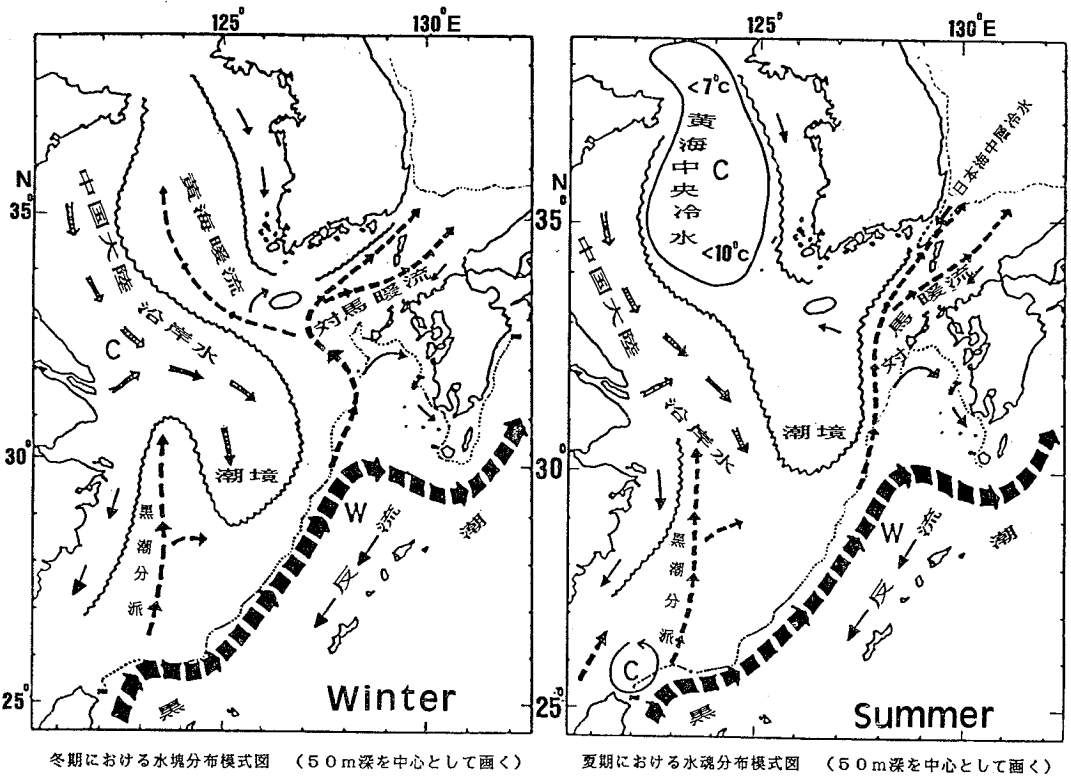 125°
130°E
N
35°
30°
25°
中国大陸
沿岸水
C
黄海暖流
対馬暖流
潮境
黒潮分派
W
反流
黒
潮
Winter
冬期における水塊分布模式図 （50m深を中心として画く）
125°
130°E
N
35°
30°
25°
<7°C
黄海中央冷水
C
<10°C
日本海中層冷水
中国大陸
沿岸水
対馬暖流
潮境
黒潮分派
C
W
反流
黒
潮
Summer
夏期における水魂分布模式図 （50m深を中心として画く）